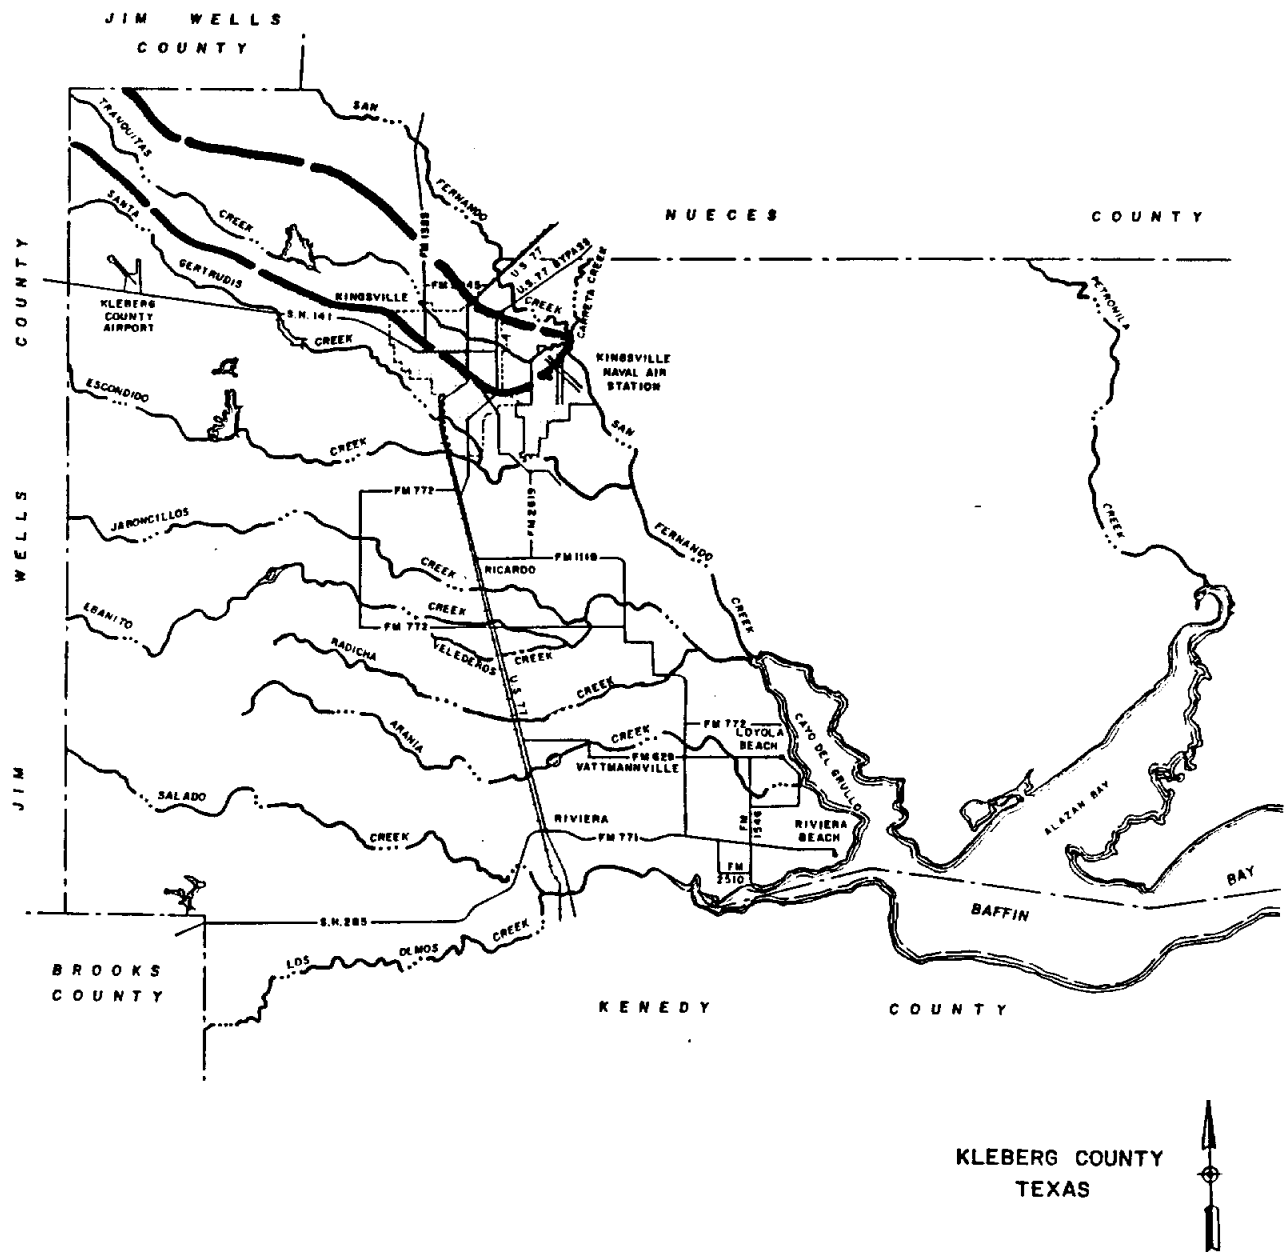 JIM WELLS
COUNTY
SAN
TRANQUITAS
FERNANDO
SANTA
CREEK
FM 1355
NUECES COUNTY
GERTRUDIS
U.S. 77
U.S. 77 BYPASS
CARRETA CREEK
KINGSVILLE
CREEK
PETRONILA
KLEBERG
COUNTY
AIRPORT
S.H. 141
CREEK
KINGSVILLE
NAVAL AIR
STATION
ESCONDIDO
CREEK
SAN
FM 772
FM 2619
JARONCILLOS
FERNANDO
CREEK
CREEK
RICARDO
FM 1118
EBANITO
CREEK
FM 772
CREEK
RADICHA
VELEDEROS
CREEK
U.S. 77
CREEK
ARANIA
CREEK
FM 772
LOYOLA
BEACH
CAYO DEL GRULLO
FM 628
VATTMANNVILLE
SALADO
ALAZAN BAY
CREEK
RIVIERA
FM 771
FM
1546
RIVIERA
BEACH
FM
2510
BAY
BAFFIN
S.H. 285
LOS OLMOS CREEK
JIM WELLS COUNTY
BROOKS
COUNTY
KENEDY COUNTY
KLEBERG COUNTY
TEXAS